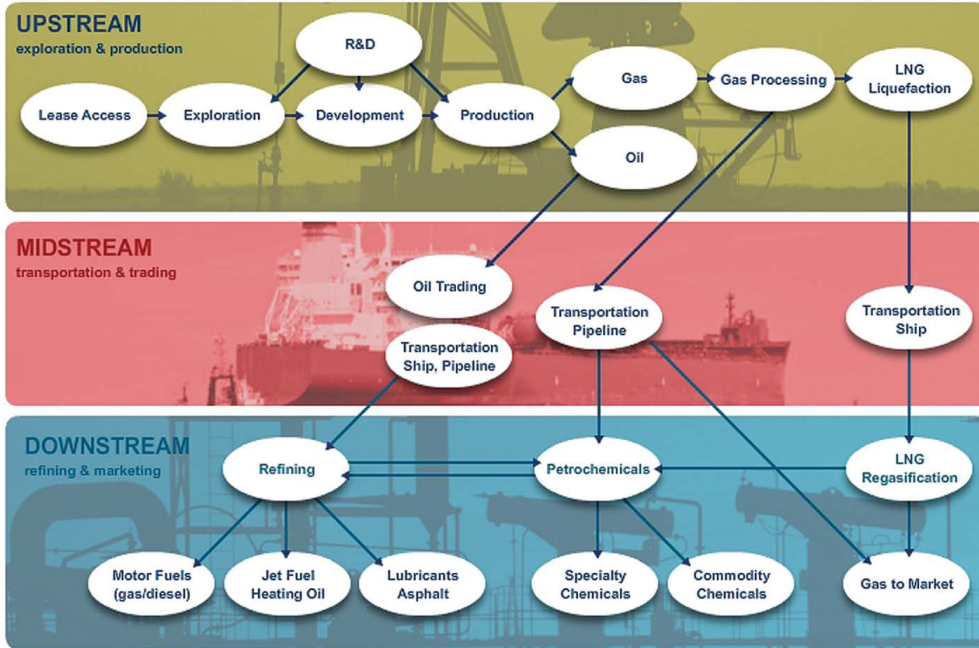 UPSTREAM
exploration & production
R&D
Gas
Gas Processing
LNG
Liquefaction
Lease Access
Exploration
Development
Production
Oil
MIDSTREAM
transportation & trading
Oil Trading
Transportation
Pipeline
Transportation
Ship
Transportation
Ship, Pipeline
DOWNSTREAM
refining & marketing
Refining
Petrochemicals
LNG
Regasification
Motor Fuels
(gas/diesel)
Jet Fuel
Heating Oil
Lubricants
Asphalt
Specialty
Chemicals
Commodity
Chemicals
Gas to Market